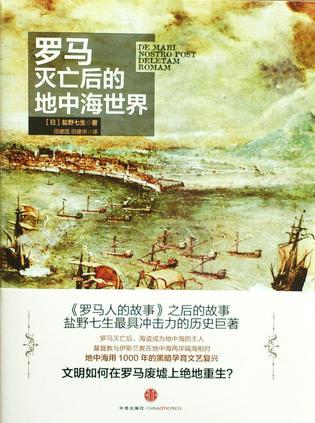 罗马
灭亡后的
地中海世界
DE MARI
NOSTRO POST
DELETAM
ROMAM
［日］盐野七生◎著
田建国 田建华◎译
《罗马人的故事》之后的故事
盐野七生最具冲击力的历史巨著
罗马灭亡后，海盗成为地中海的主人
基督教与伊斯兰教在地中海两岸隔海相对
地中海用 1000 年的黑暗孕育文艺复兴
文明如何在罗马废墟上绝地重生？
中信出版社·CHINACITICPRESS